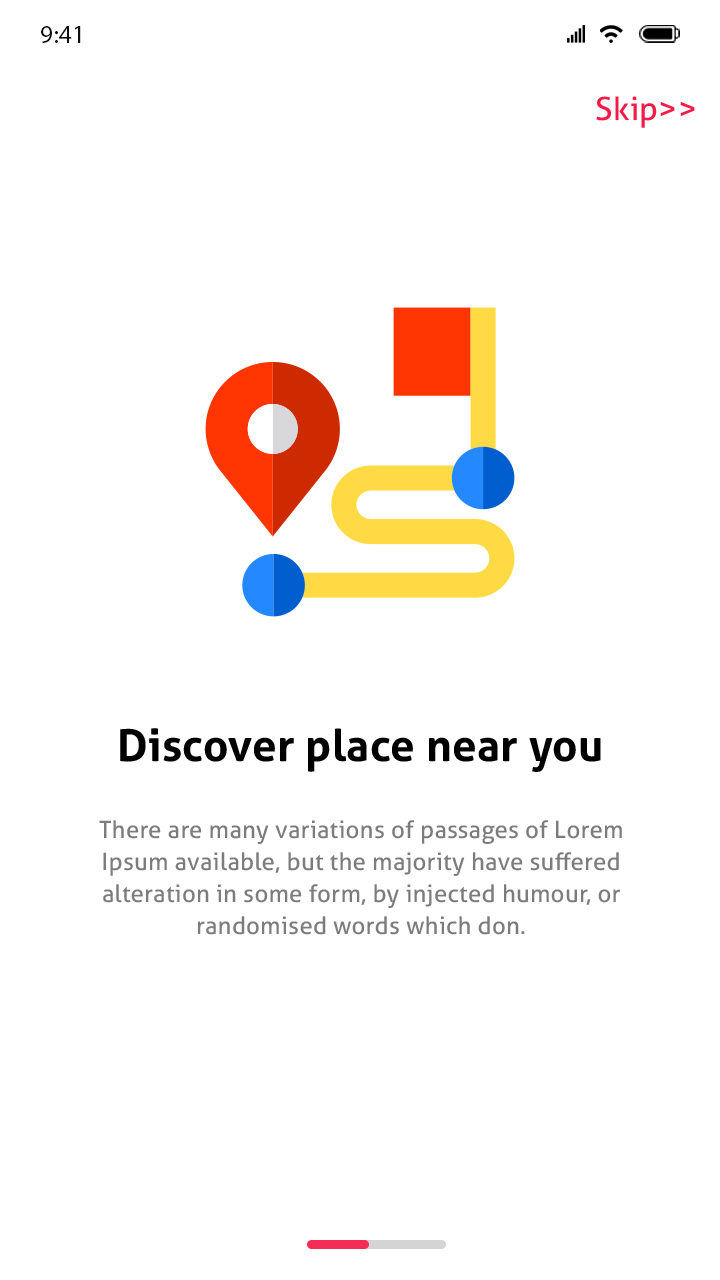 9:41
Skip>>
Discover place near you
There are many variations of passages of Lorem
Ipsum available, but the majority have suffered
alteration in some form, by injected humour, or
randomised words which don.